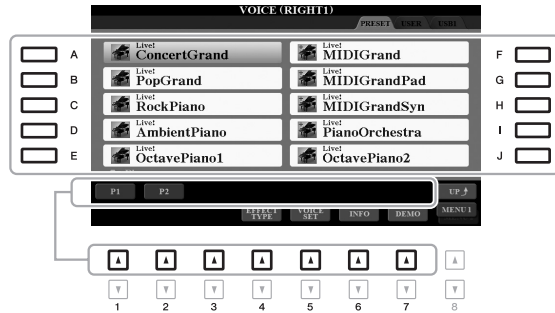 VOICE (RIGHT1)
PRESET USER USB1
A Live! ConcertGrand Live! MIDIGrand F
B Live! PopGrand Live! MIDIGrandPad G
C Live! RockPiano Live! MIDIGrandSyn H
D Live! AmbientPiano Live! PianoOrchestra I
E Live! OctavePiano1 Live! OctavePiano2 J
P1 P2 UP
EFFECT TYPE VOICE SET INFO DEMO MENU1
1 2 3 4 5 6 7 8